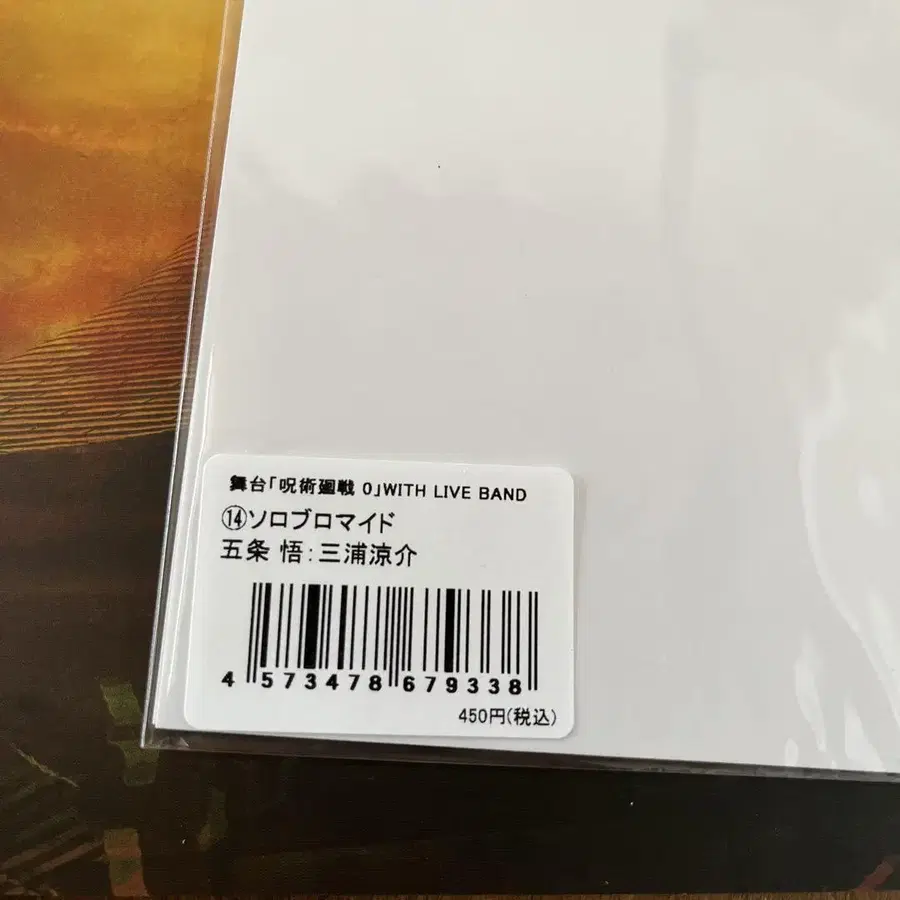 舞台「呪術廻戦 0」WITH LIVE BAND
⑭ソロブロマイド
五条 悟:三浦涼介
4 573478 679338
450円(税込)